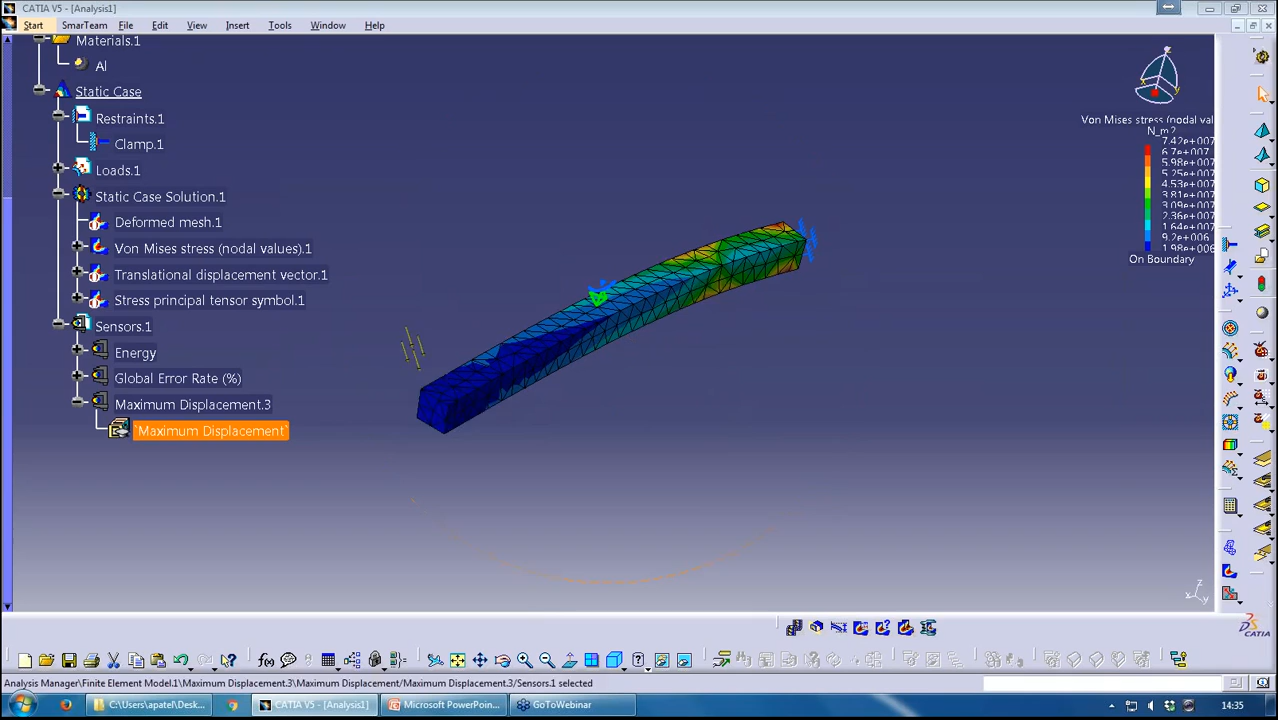 CATIA V5 - [Analysis1]
Start SmarTeam File Edit View Insert Tools Window Help
Materials.1
Al
Static Case
Restraints.1
Clamp.1
Loads.1
Static Case Solution.1
Deformed mesh.1
Von Mises stress (nodal values).1
Translational displacement vector.1
Stress principal tensor symbol.1
Sensors.1
Energy
Global Error Rate (%)
Maximum Displacement.3
`Maximum Displacement`
Von Mises stress (nodal val
N_m2
7.42e+007
6.7e+007
5.98e+007
5.25e+007
4.53e+007
3.81e+007
3.09e+007
2.36e+007
1.64e+007
9.2e+006
1.98e+006
On Boundary
z
x y
CATIA
Analysis Manager\Finite Element Model.1\Maximum Displacement.3\Maximum Displacement/Maximum Displacement.3/Sensors.1 selected
C:\Users\apatel\Desk... CATIA V5 - [Analysis1] Microsoft PowerPoin... GoToWebinar 14:35